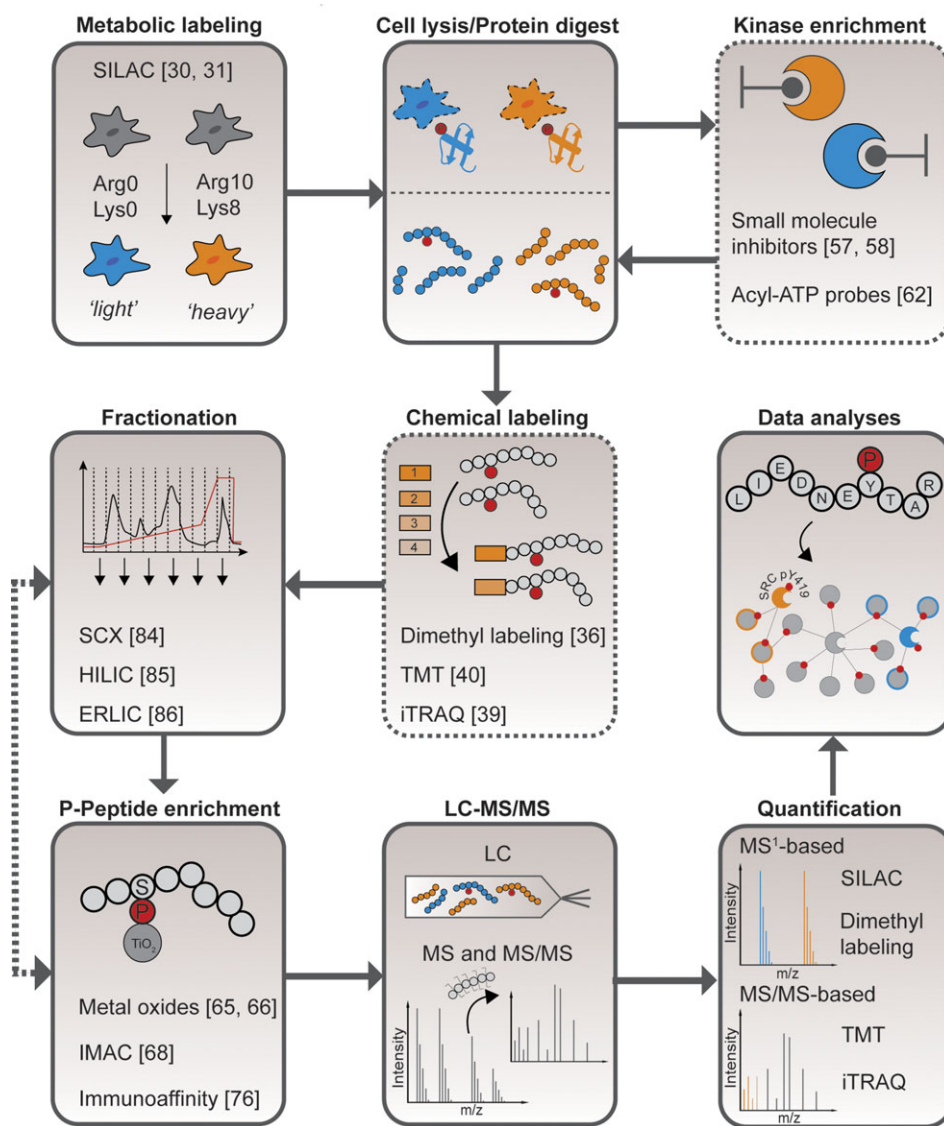 Metabolic labeling
SILAC [30, 31]
Arg0
Lys0
Arg10
Lys8
'light'
'heavy'
Cell lysis/Protein digest
Kinase enrichment
Small molecule
inhibitors [57, 58]
Acyl-ATP probes [62]
Fractionation
SCX [84]
HILIC [85]
ERLIC [86]
Chemical labeling
1
2
3
4
Dimethyl labeling [36]
TMT [40]
iTRAQ [39]
Data analyses
P
L I E D N E Y T A R
SRC pY419
P-Peptide enrichment
S
P
TiO2
Metal oxides [65, 66]
IMAC [68]
Immunoaffinity [76]
LC-MS/MS
LC
MS and MS/MS
Intensity
m/z
Quantification
MS¹-based
SILAC
Dimethyl
labeling
Intensity
m/z
MS/MS-based
TMT
iTRAQ
Intensity
m/z